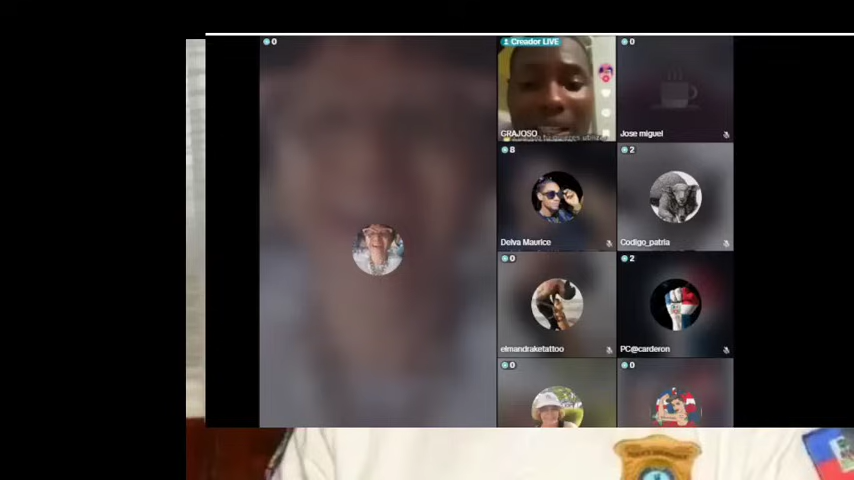 0
Creador LIVE
0
GRAJOSO
Jose miguel
8
2
Delva Maurice
Codigo_patria
0
2
elmandraketattoo
PC@carderon
0
0